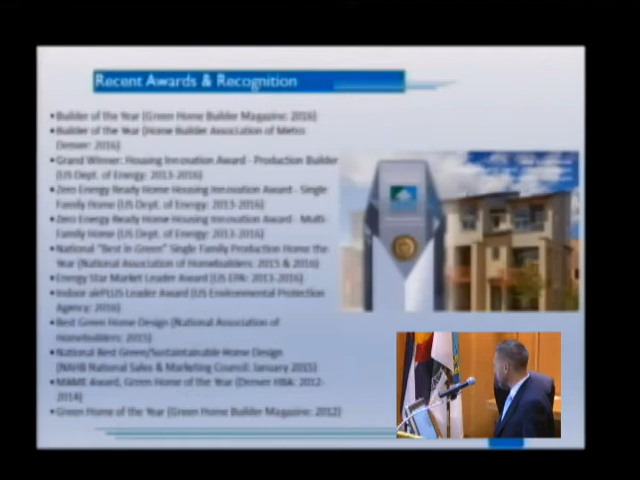 Recent Awards & Recognition
•Builder of the Year (Green Home Builder Magazine: 2016)
•Builder of the Year (Home Builder Association of Metro
Denver: 2016)
•Grand Winner: Housing Innovation Award - Production Builder
(US Dept. of Energy: 2013-2016)
•Zero Energy Ready Home Housing Innovation Award - Single
Family Home (US Dept. of Energy: 2013-2016)
•Zero Energy Ready Home Housing Innovation Award - Multi-
Family Home (US Dept. of Energy: 2013-2016)
•National "Best in Green" Single Family Production Home the
Year (National Association of Homebuilders: 2015 & 2016)
•Energy Star Market Leader Award (US EPA: 2013-2016)
•Indoor airPLUS Leader Award (US Environmental Protection
Agency: 2016)
•Best Green Home Design (National Association of
Homebuilders: 2015)
•National Best Green/Sustainable Home Design
(NAHB National Sales & Marketing Council: January 2015)
•MAME Award, Green Home of the Year (Denver HBA: 2012-
2014)
•Green Home of the Year (Green Home Builder Magazine: 2012)